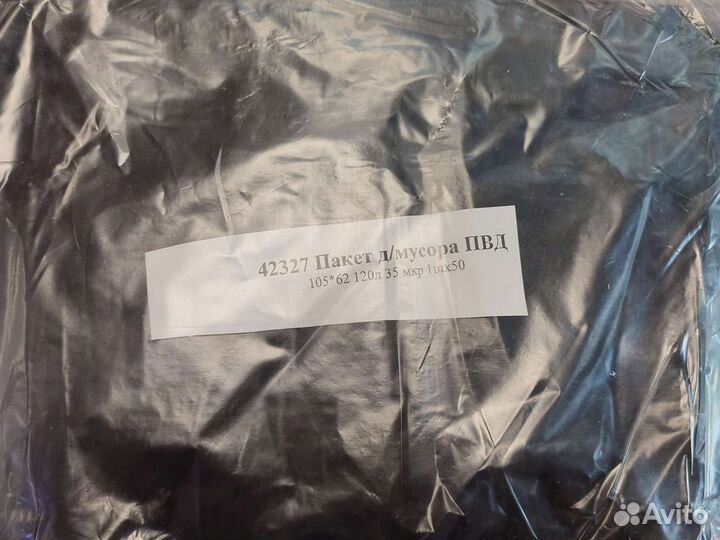 42327 Пакет д/мусора ПВД
105*62 120л 35 мкр 1шх50
Avito